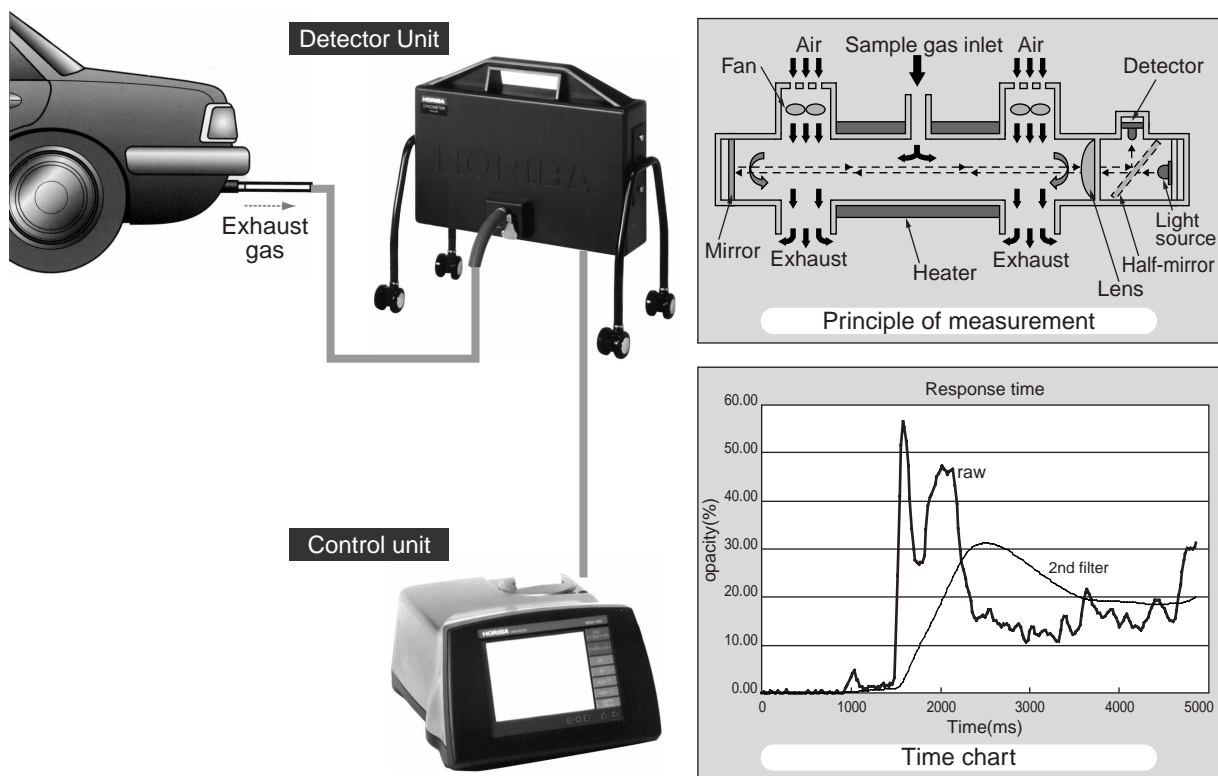 Detector Unit
HORIBA
OPACIMETER
HORIBA
Exhaust
gas
Control unit
HORIBA
Air
Sample gas inlet
Air
Fan
Detector
Mirror
Exhaust
Heater
Exhaust
Light
source
Half-mirror
Lens
Principle of measurement
Response time
60.00
50.00
40.00
30.00
20.00
10.00
0.00
opacity(%)
raw
2nd filter
0
1000
2000
3000
4000
5000
Time(ms)
Time chart